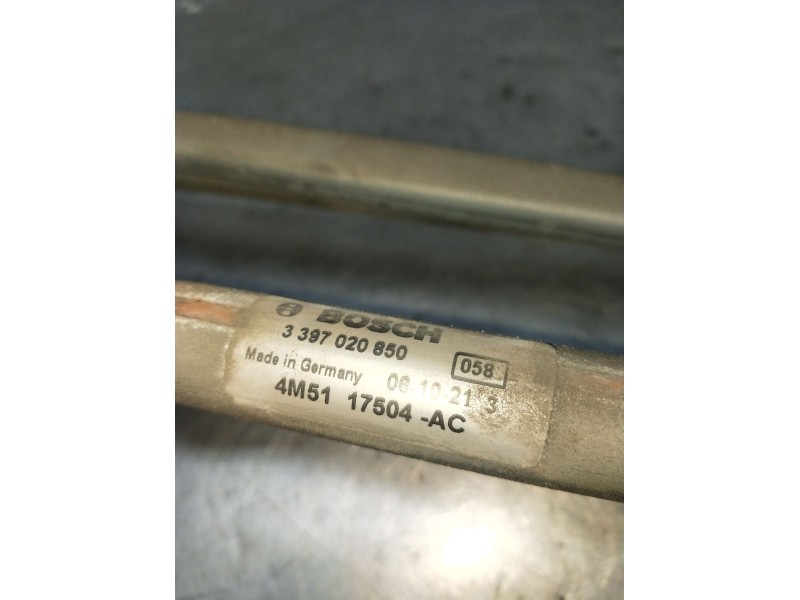 BOSCH
3 397 020 850
058
Made in Germany 06-10-21 3
4M51 17504 -AC